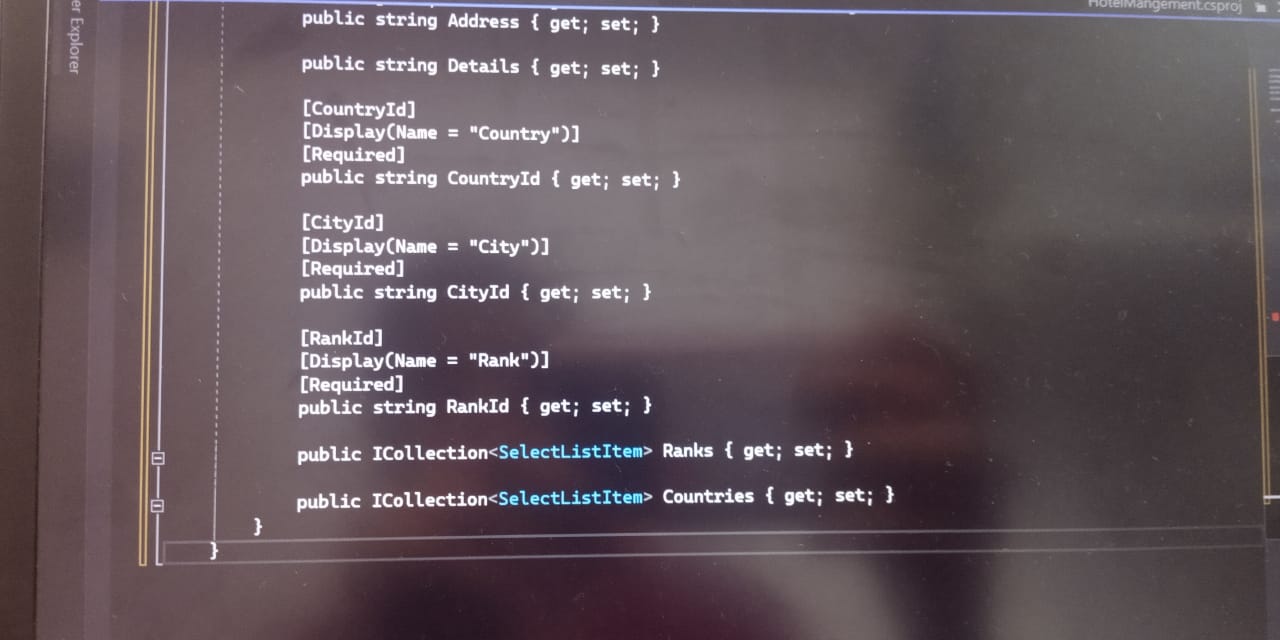 HotelMangement.csproj
er Explorer
public string Address { get; set; }
public string Details { get; set; }
[CountryId]
[Display(Name = "Country")]
[Required]
public string CountryId { get; set; }
[CityId]
[Display(Name = "City")]
[Required]
public string CityId { get; set; }
[RankId]
[Display(Name = "Rank")]
[Required]
public string RankId { get; set; }
public ICollection<SelectListItem> Ranks { get; set; }
public ICollection<SelectListItem> Countries { get; set; }
}
}